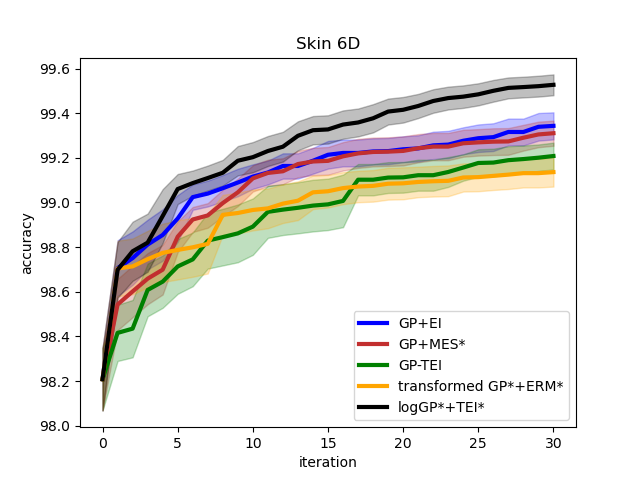 Skin 6D
accuracy
99.6
99.4
99.2
99.0
98.8
98.6
98.4
98.2
98.0
GP+EI
GP+MES*
GP-TEI
transformed GP*+ERM*
logGP*+TEI*
0 5 10 15 20 25 30
iteration